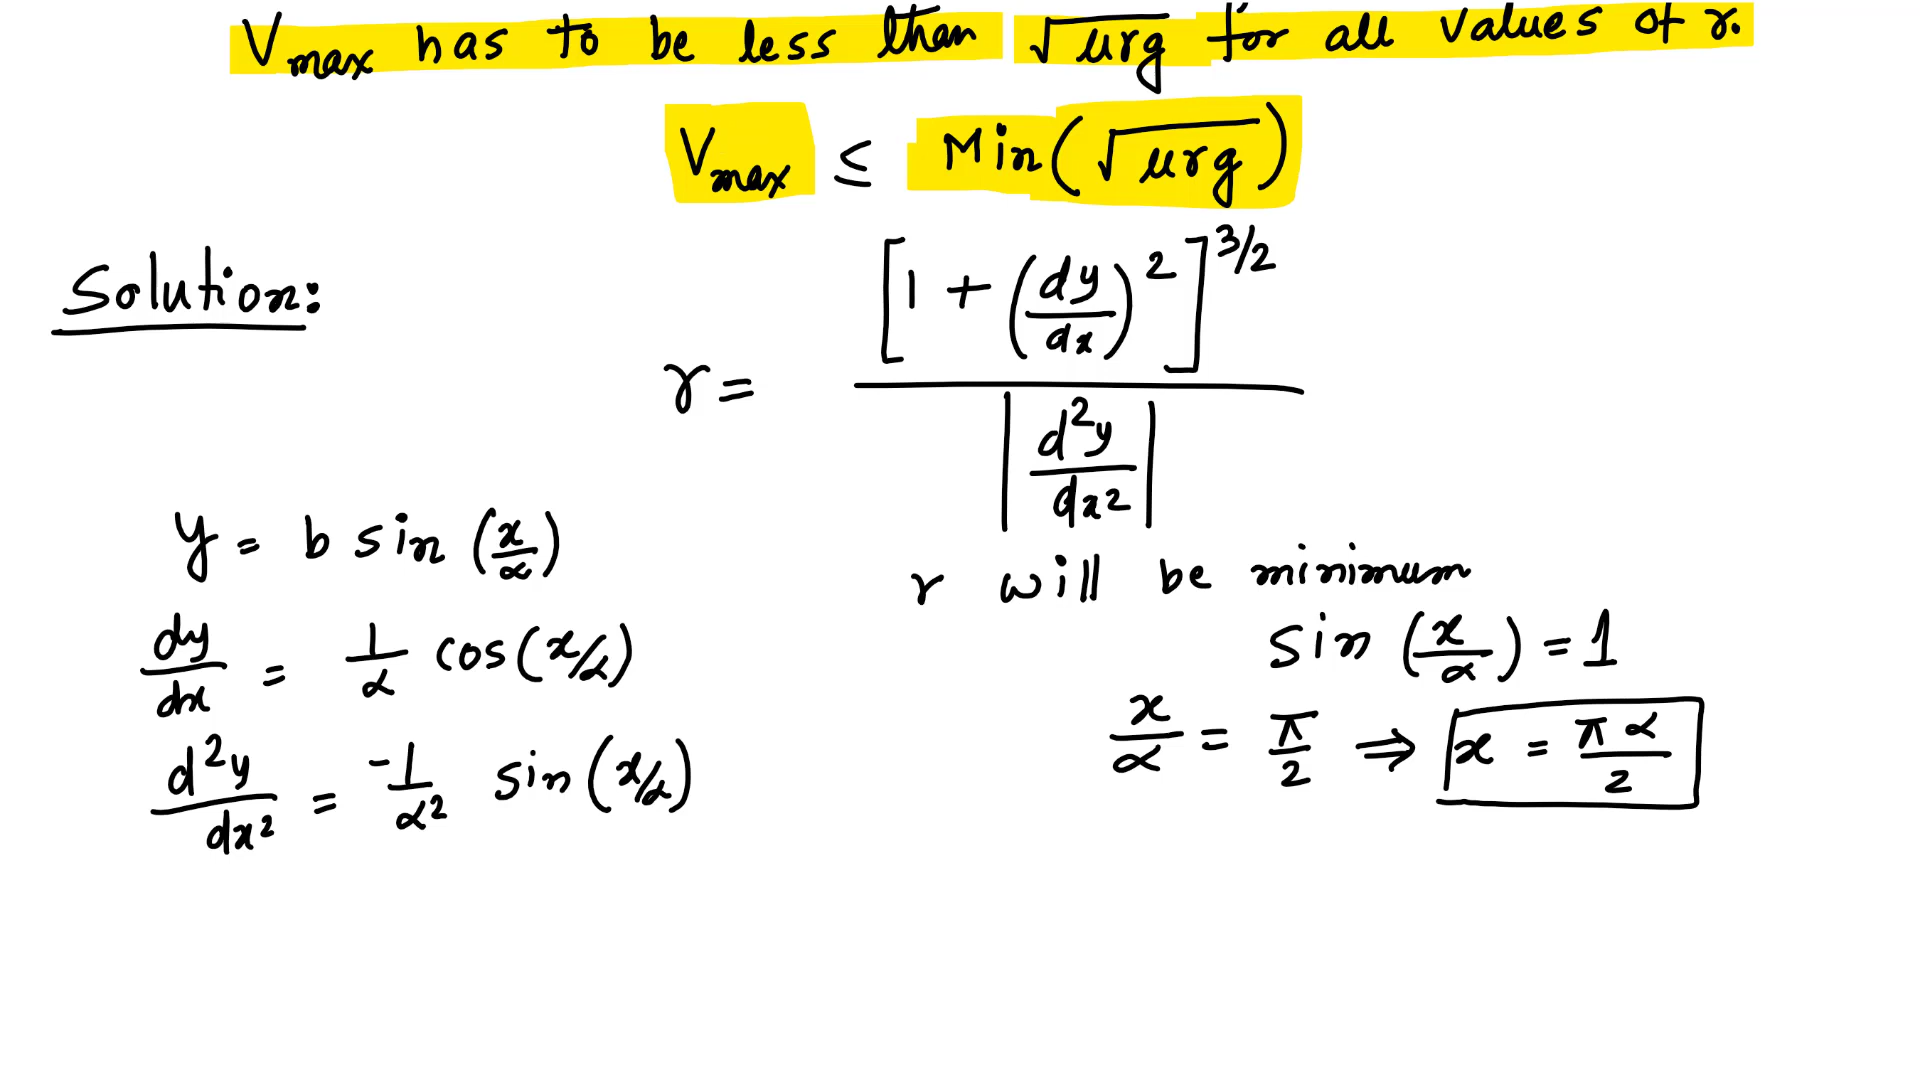 Vmax has to be less than √μrg for all values of r.
Vmax ≤ Min(√μrg)
Solution:
r = [1 + (dy/dx)²]^3/2 / |d²y/dx²|
y = b sin (x/α)
r will be minimum
dy/dx = 1/α cos(x/α)
sin (x/α) = 1
x/α = π/2 ⇒ x = πα/2
d²y/dx² = -1/α² sin(x/α)